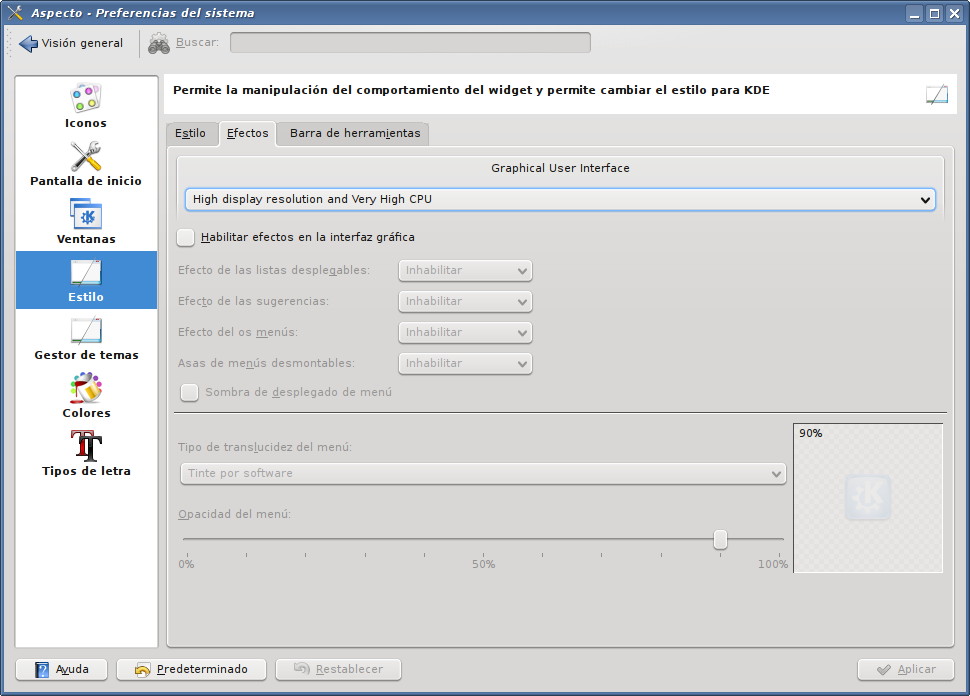 Aspecto - Preferencias del sistema
Visión general
Buscar:
Iconos
Pantalla de inicio
Ventanas
Estilo
Gestor de temas
Colores
Tipos de letra
Permite la manipulación del comportamiento del widget y permite cambiar el estilo para KDE
Estilo Efectos Barra de herramientas
Graphical User Interface
High display resolution and Very High CPU
Habilitar efectos en la interfaz gráfica
Efecto de las listas desplegables: Inhabilitar
Efecto de las sugerencias: Inhabilitar
Efecto del os menús: Inhabilitar
Asas de menús desmontables: Inhabilitar
Sombra de desplegado de menú
Tipo de translucidez del menú:
Tinte por software
Opacidad del menú:
0% 50% 100%
90%
Ayuda Predeterminado Restablecer Aplicar